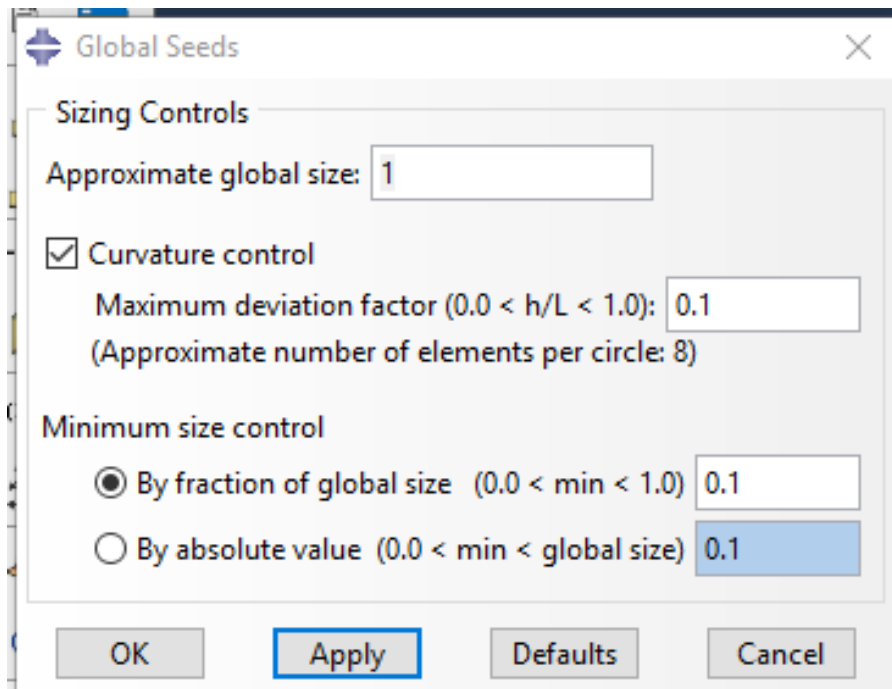 Global Seeds
Sizing Controls
Approximate global size: 1
Curvature control
Maximum deviation factor (0.0 < h/L < 1.0): 0.1
(Approximate number of elements per circle: 8)
Minimum size control
By fraction of global size (0.0 < min < 1.0) 0.1
By absolute value (0.0 < min < global size) 0.1
OK Apply Defaults Cancel